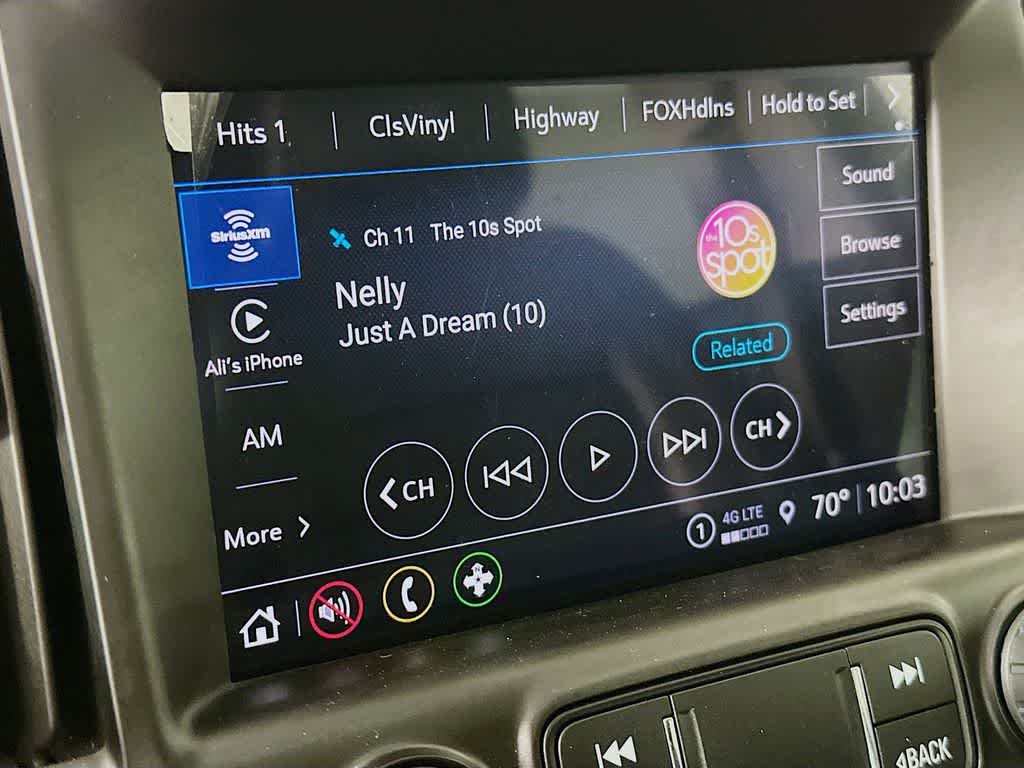 Hits 1
ClsVinyl
Highway
FOXHdlns
Hold to Set
SiriusXM
Ch 11 The 10s Spot
the 10s spot
Sound
Nelly
Just A Dream (10)
Browse
Settings
Ali's iPhone
Related
AM
CH
CH
More
1
4G LTE
70°
10:03
BACK